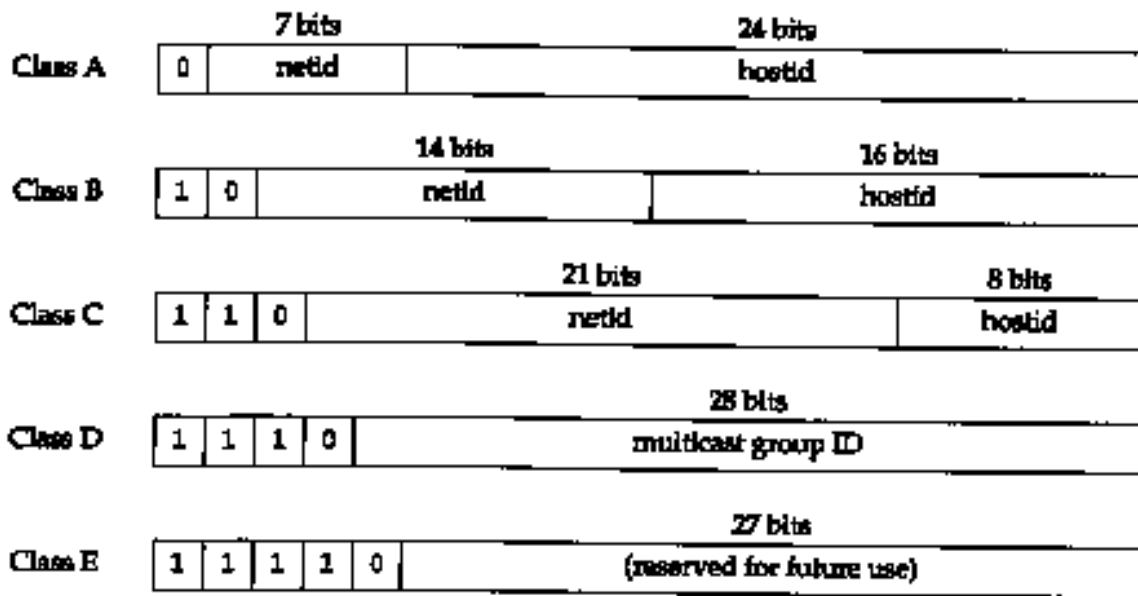 7 bits 24 bits
Class A 0 netid hostid
14 bits 16 bits
Class B 1 0 netid hostid
21 bits 8 bits
Class C 1 1 0 netid hostid
28 bits
Class D 1 1 1 0 multicast group ID
27 bits
Class E 1 1 1 1 0 (reserved for future use)